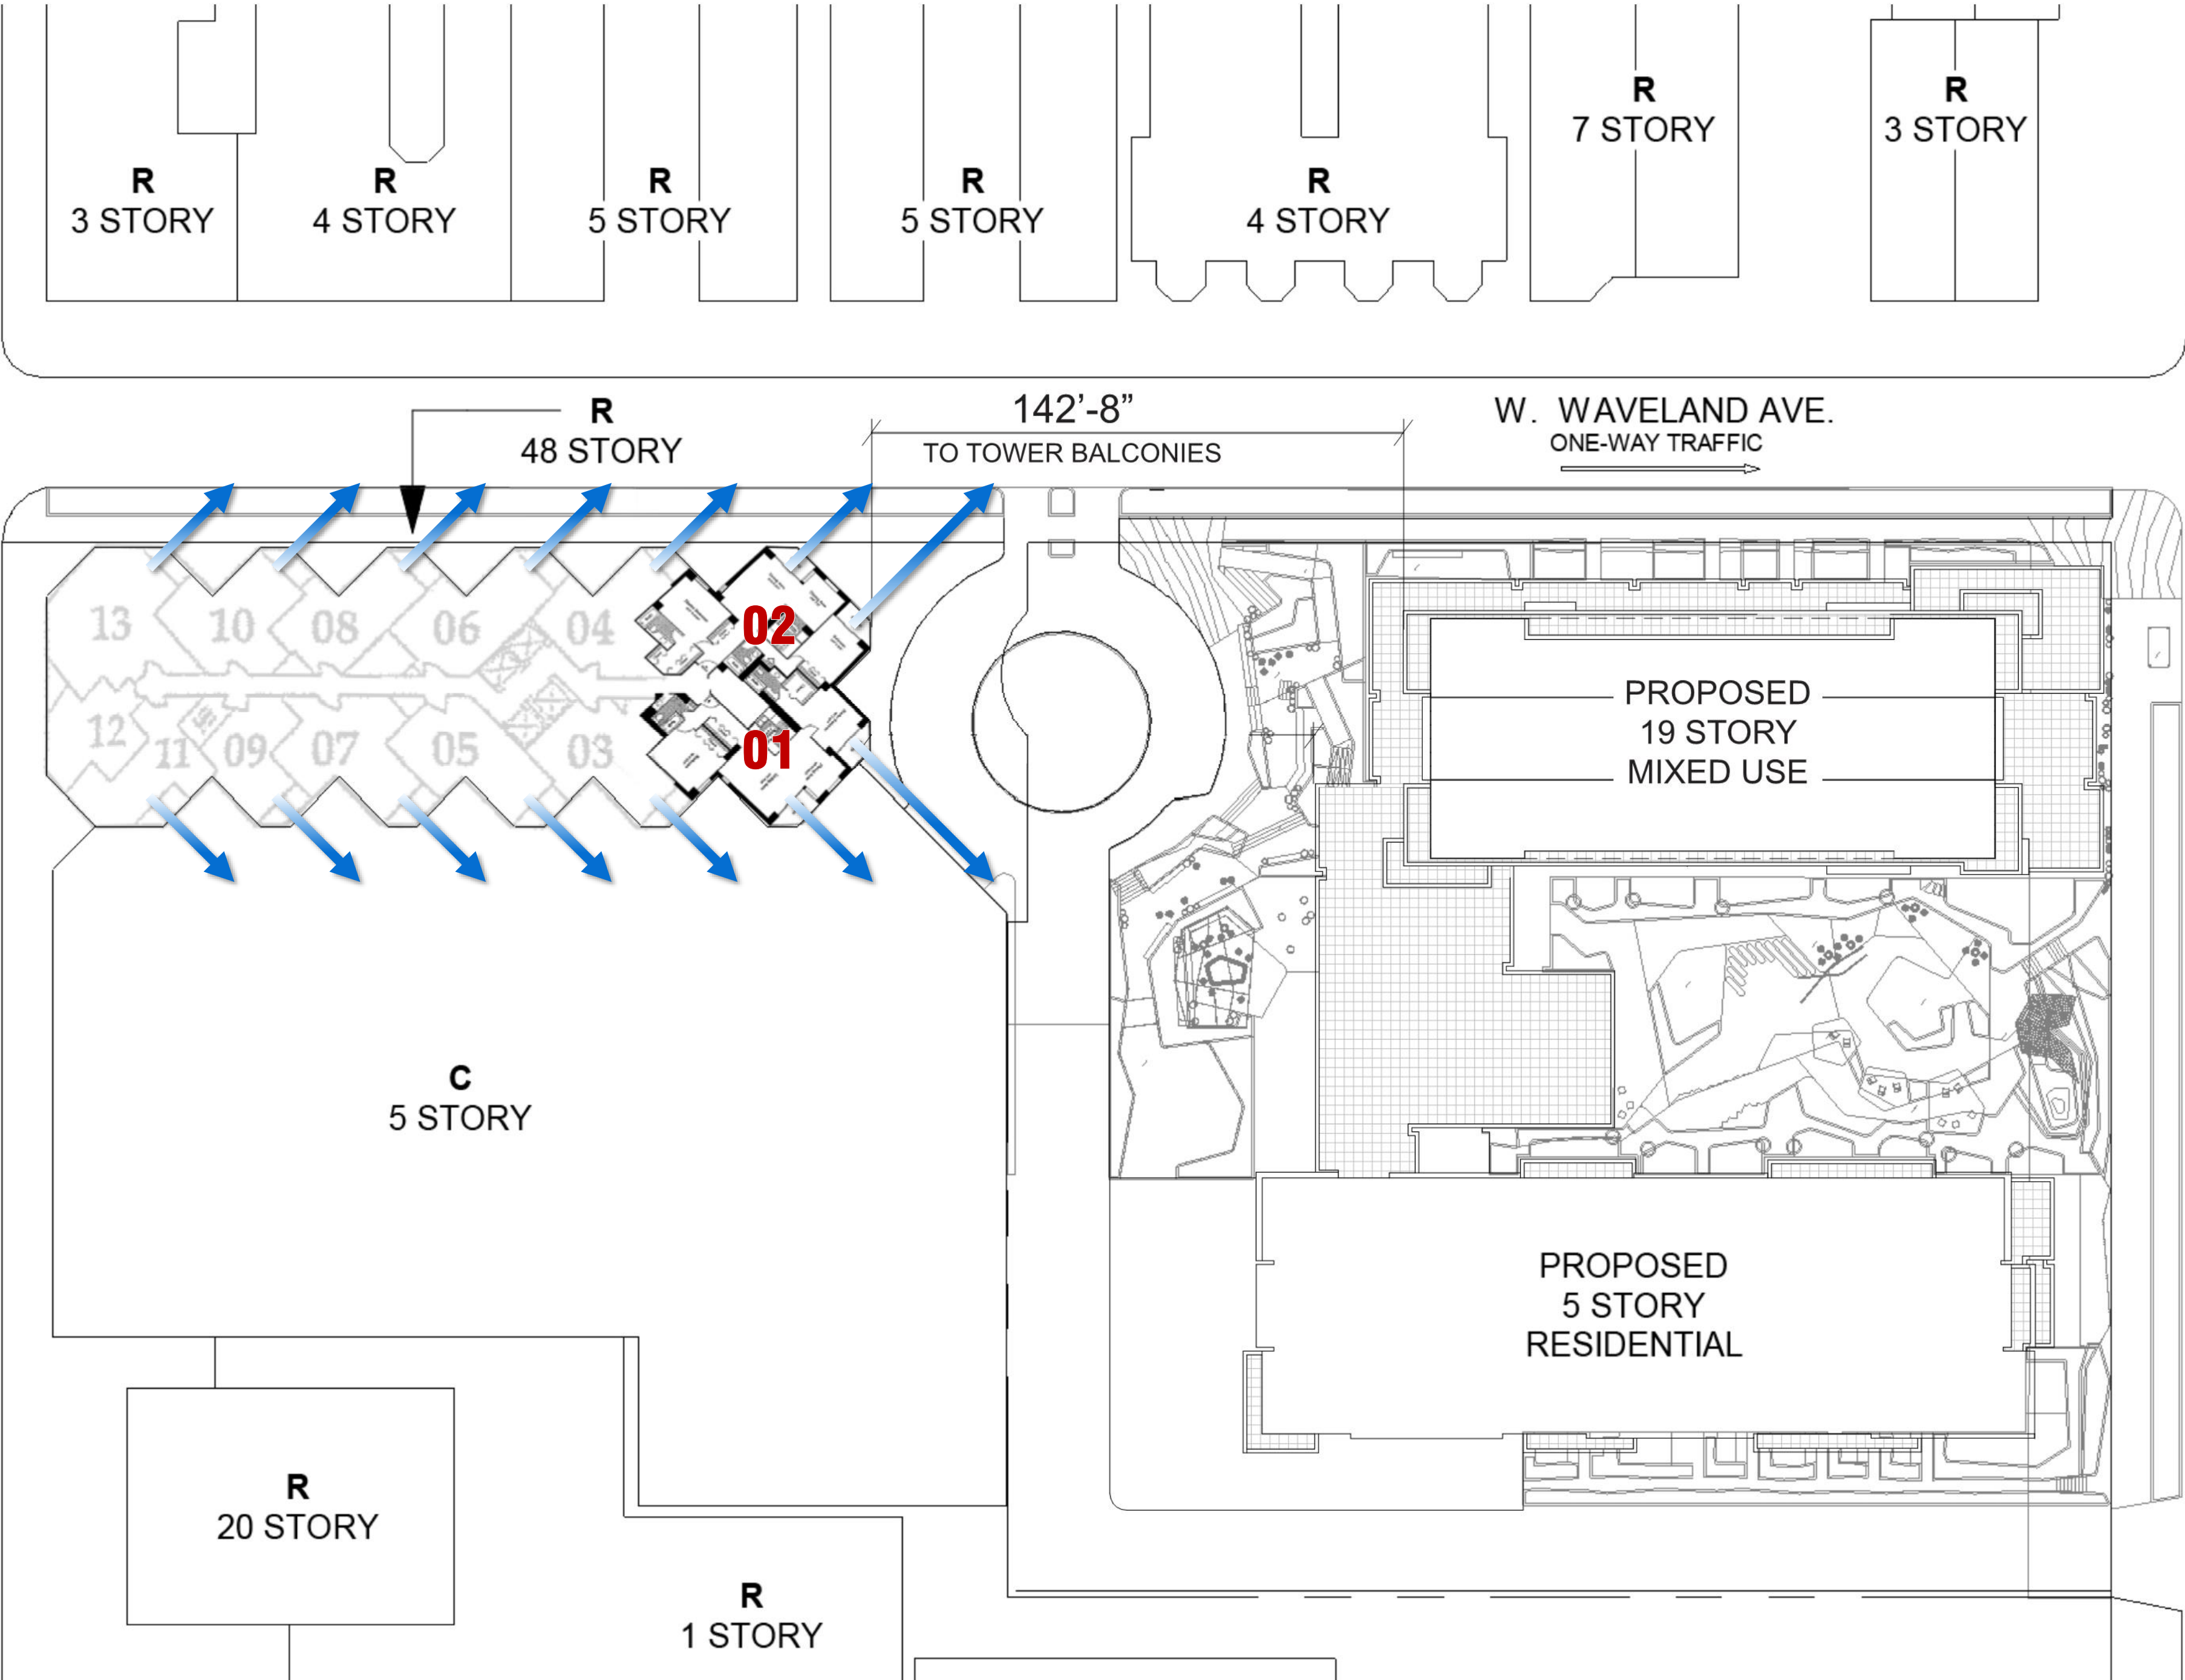 R
7 STORY
R
3 STORY
R
3 STORY
R
4 STORY
R
5 STORY
R
5 STORY
R
4 STORY
R
48 STORY
142’-8”
TO TOWER BALCONIES
W. WAVELAND AVE.
ONE-WAY TRAFFIC
13
10
08
06
04
02
12
11
09
07
05
03
01
PROPOSED
19 STORY
MIXED USE
C
5 STORY
PROPOSED
5 STORY
RESIDENTIAL
R
20 STORY
R
1 STORY